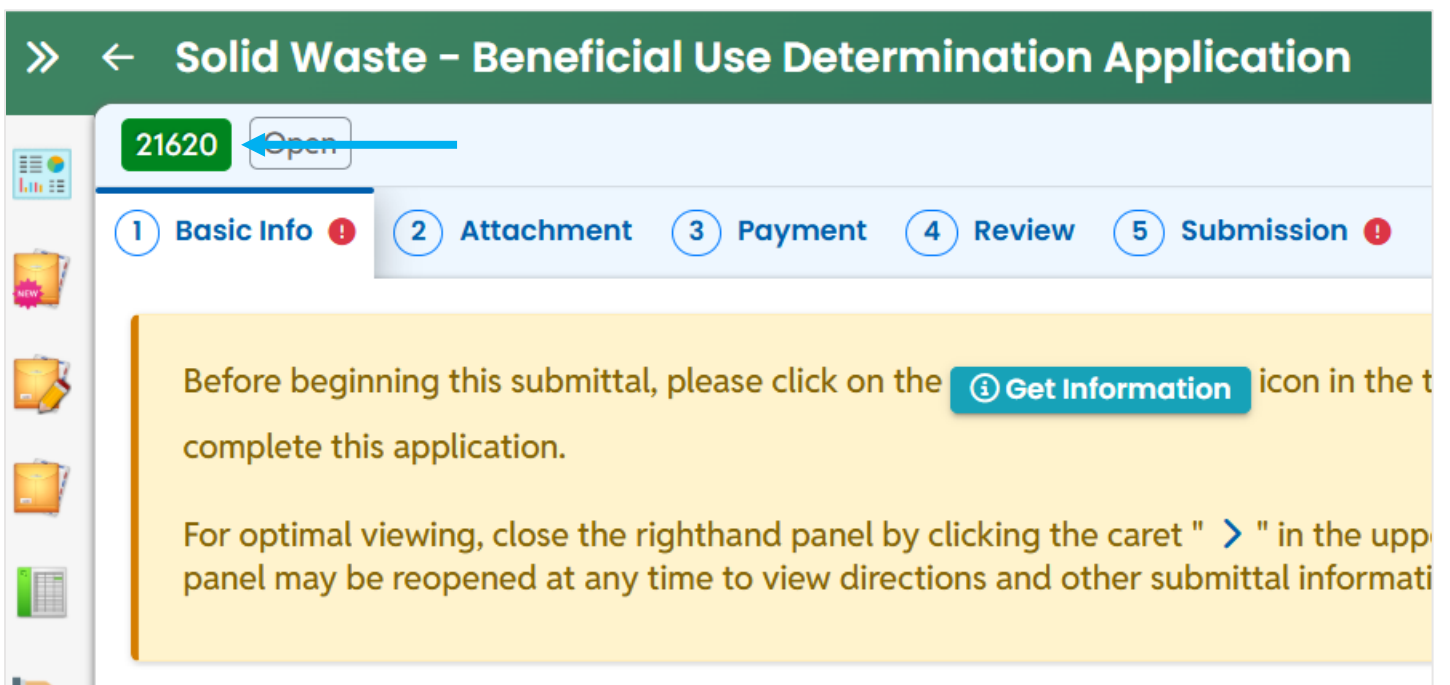 Solid Waste - Beneficial Use Determination Application
21620 Open
1 Basic Info ! 2 Attachment 3 Payment 4 Review 5 Submission !
NEW
Before beginning this submittal, please click on the Get Information icon in the t
complete this application.
For optimal viewing, close the righthand panel by clicking the caret " > " in the upp
panel may be reopened at any time to view directions and other submittal informati